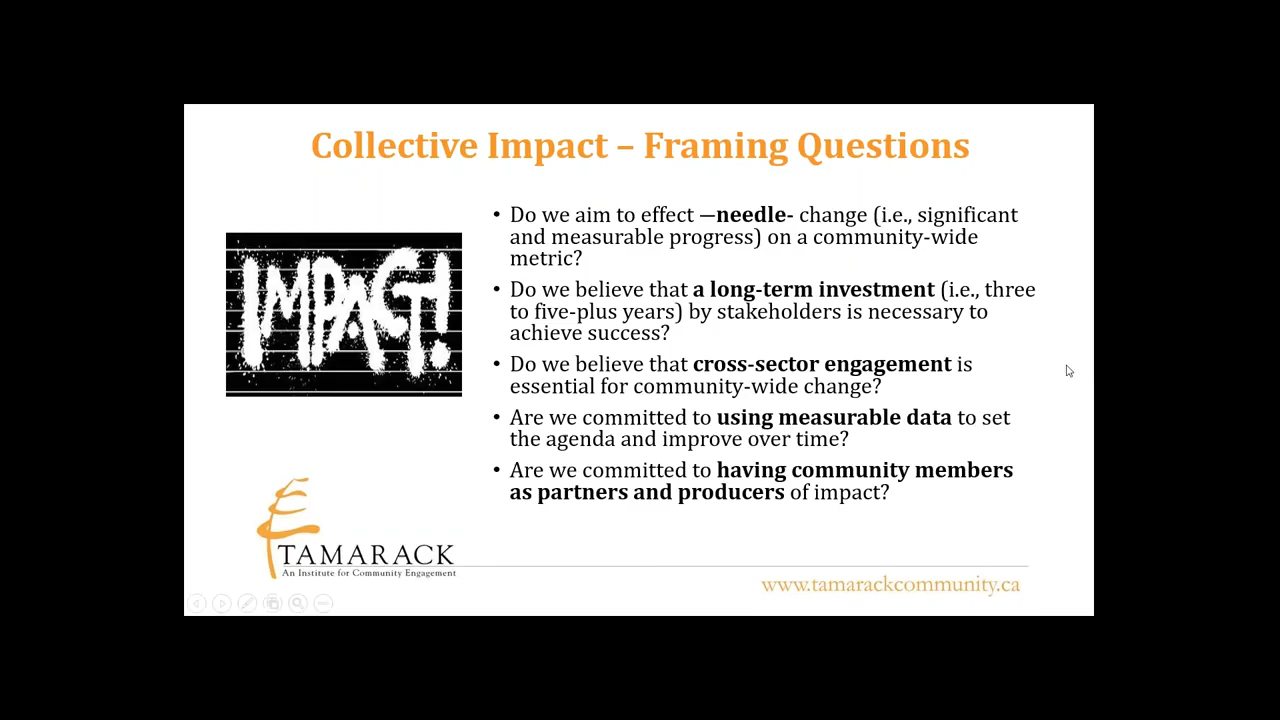 Collective Impact – Framing Questions
IMPACT!
• Do we aim to effect —needle- change (i.e., significant
and measurable progress) on a community-wide
metric?
• Do we believe that a long-term investment (i.e., three
to five-plus years) by stakeholders is necessary to
achieve success?
• Do we believe that cross-sector engagement is
essential for community-wide change?
• Are we committed to using measurable data to set
the agenda and improve over time?
• Are we committed to having community members
as partners and producers of impact?
TAMARACK
An Institute for Community Engagement
www.tamarackcommunity.ca